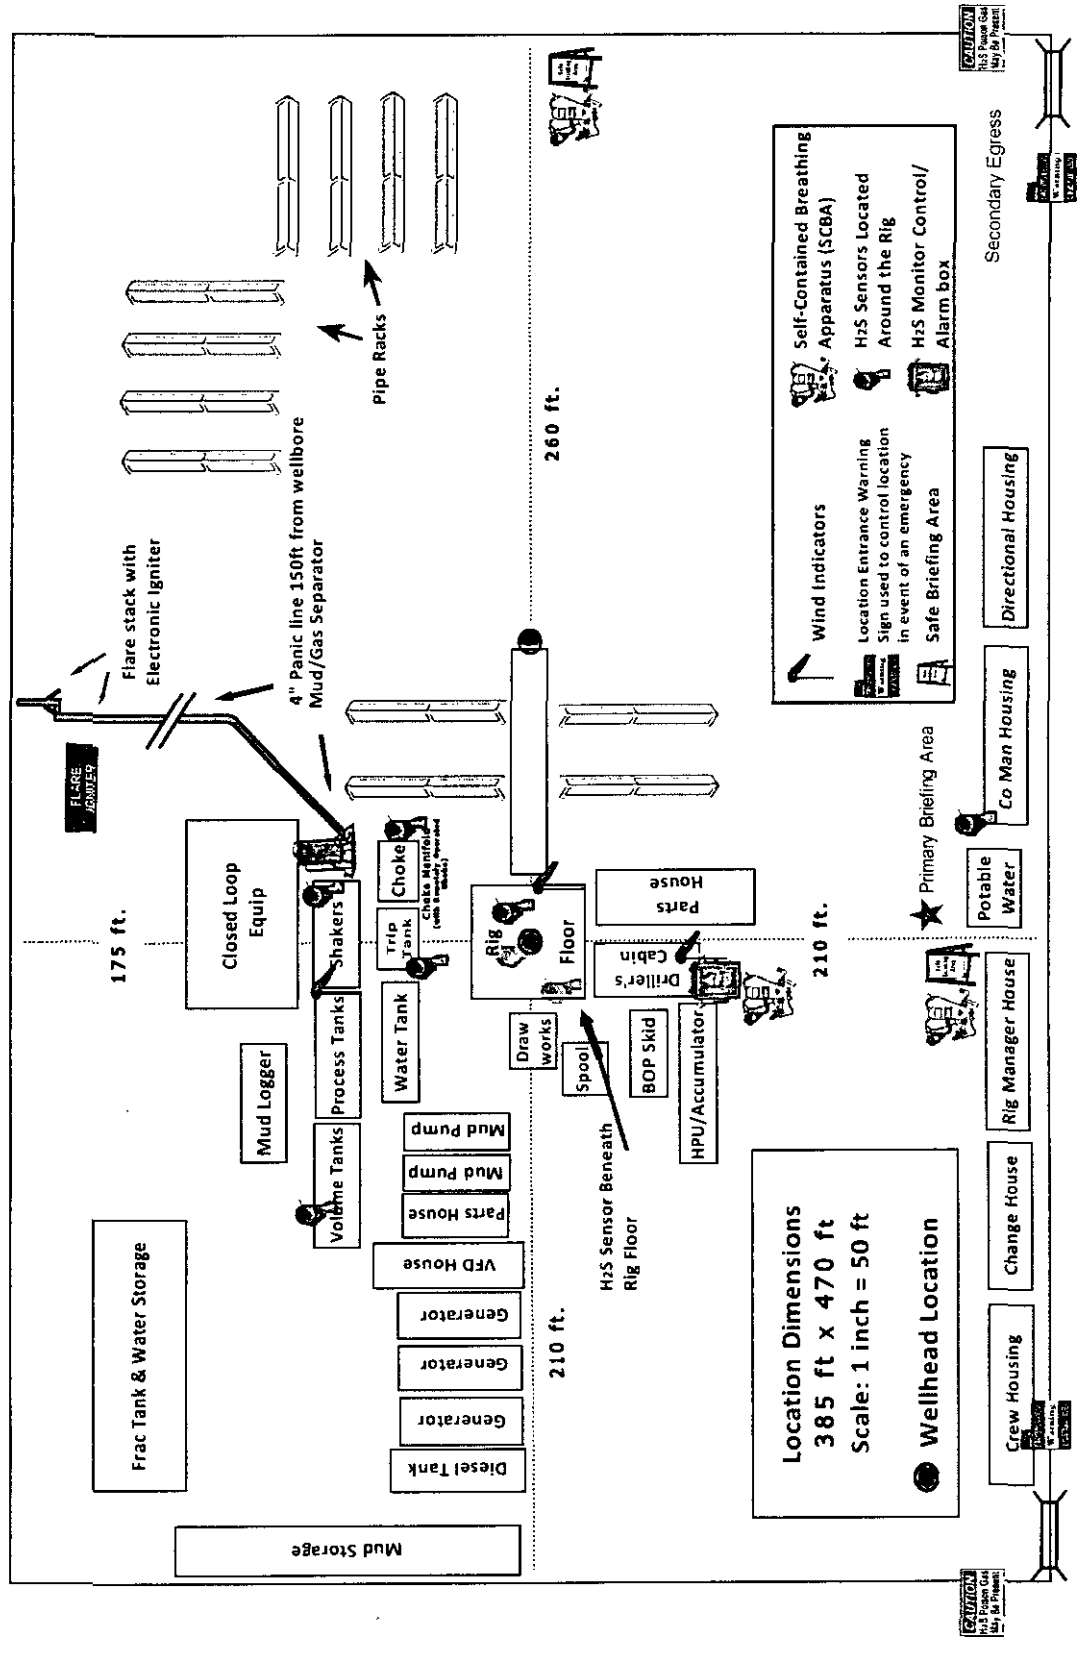 CAUTION
H2S Poison Gas
May Be Present
Secondary Egress
Pipe Racks
260 ft.
Flare stack with
Electronic Igniter
4" Panic line 150ft from wellbore
Mud/Gas Separator
FLARE
IGNITER
175 ft.
Closed Loop
Equip
Shakers
Choke
Choke Manifold
Trip
Tank
Rig
Floor
Parts
House
Driller's
Cabin
210 ft.
Primary Briefing Area
Wind Indicators
Location Entrance Warning
Sign used to control location
in event of an emergency
Safe Briefing Area
Self-Contained Breathing
Apparatus (SCBA)
H2S Sensors Located
Around the Rig
H2S Monitor Control/
Alarm box
Warning
Directional Housing
Co Man Housing
Potable
Water
Rig Manager House
Change House
Crew Housing
Warning
Mud Logger
Process Tanks
Volume Tanks
Water Tank
Draw
works
Spool
BOP Skid
HPU/Accumulator
Mud Pump
Mud Pump
Parts House
VFD House
Generator
Generator
Generator
Diesel Tank
H2S Sensor Beneath
Rig Floor
210 ft.
Frac Tank & Water Storage
Mud Storage
Location Dimensions
385 ft x 470 ft
Scale: 1 inch = 50 ft
Wellhead Location
CAUTION
H2S Poison Gas
May Be Present